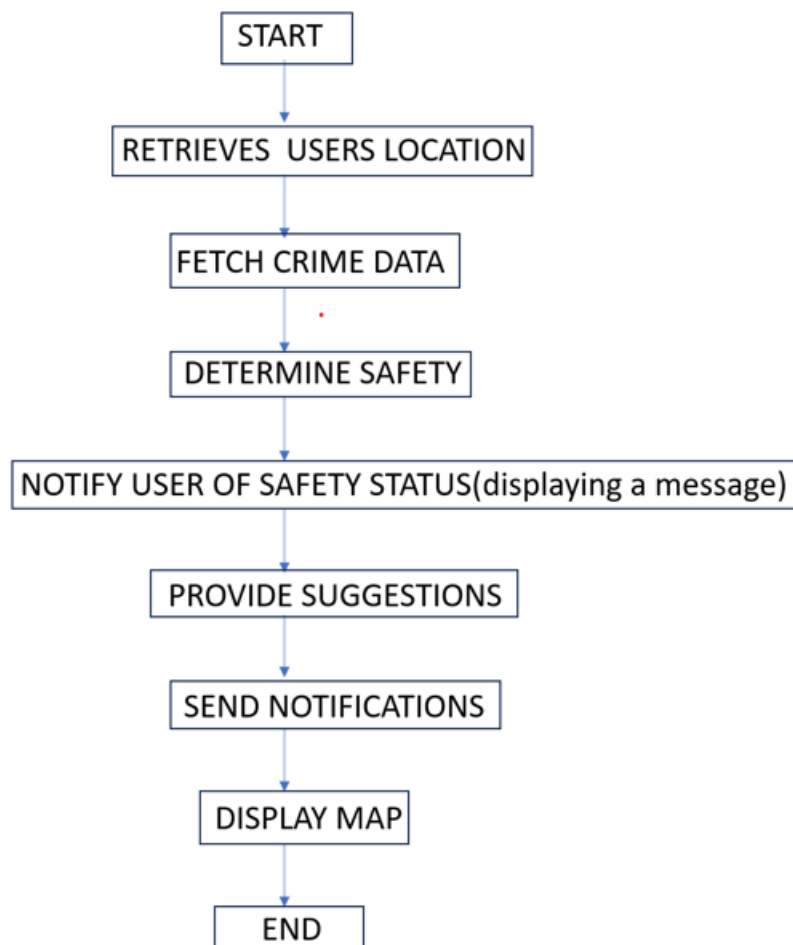 START
RETRIEVES USERS LOCATION
FETCH CRIME DATA
DETERMINE SAFETY
NOTIFY USER OF SAFETY STATUS(displaying a message)
PROVIDE SUGGESTIONS
SEND NOTIFICATIONS
DISPLAY MAP
END